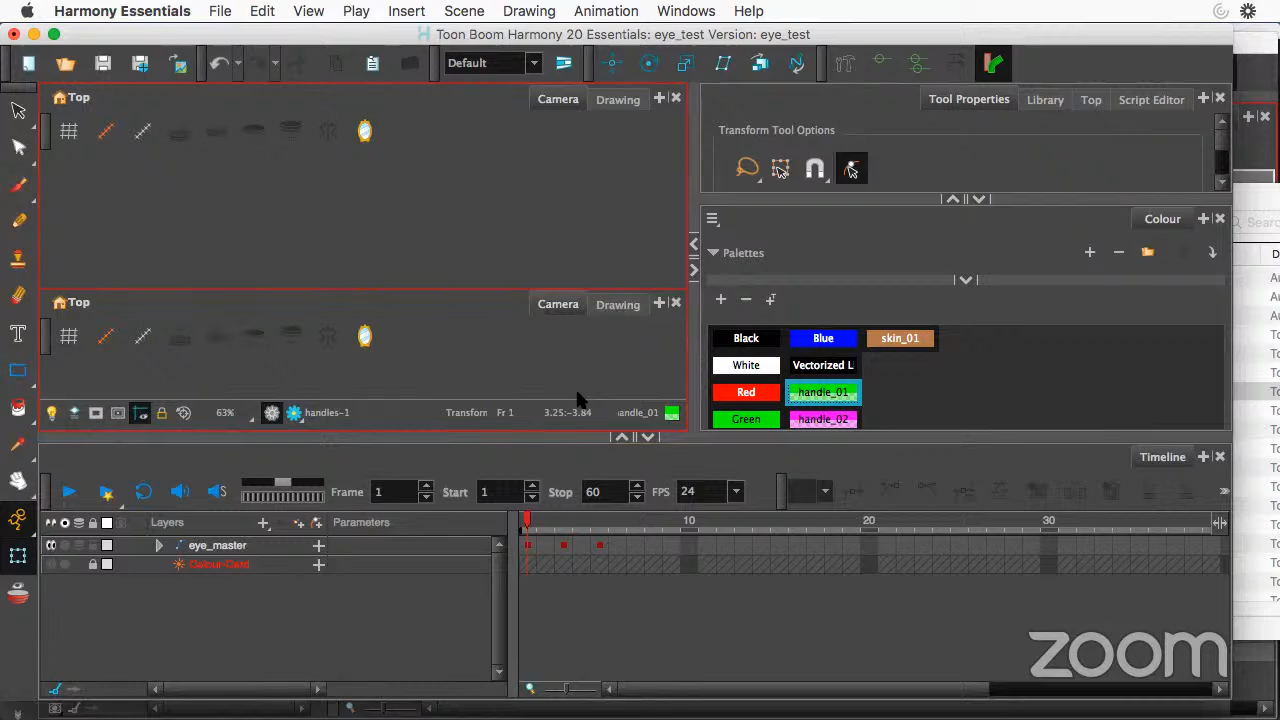 Harmony Essentials File Edit View Play Insert Scene Drawing Animation Windows Help
Toon Boom Harmony 20 Essentials: eye_test Version: eye_test
Default
Top Camera Drawing
Tool Properties Library Top Script Editor
Transform Tool Options
Colour
Palettes
Top Camera Drawing
Black Blue skin_01
White Vectorized L
Red handle_01
Green handle_02
63% handles-1 Transform Fr 1 3.25:-3.84 andle_01
Timeline
Frame 1 Start 1 Stop 60 FPS 24
Layers Parameters 10 20 30
eye_master
Colour-Card
zoom